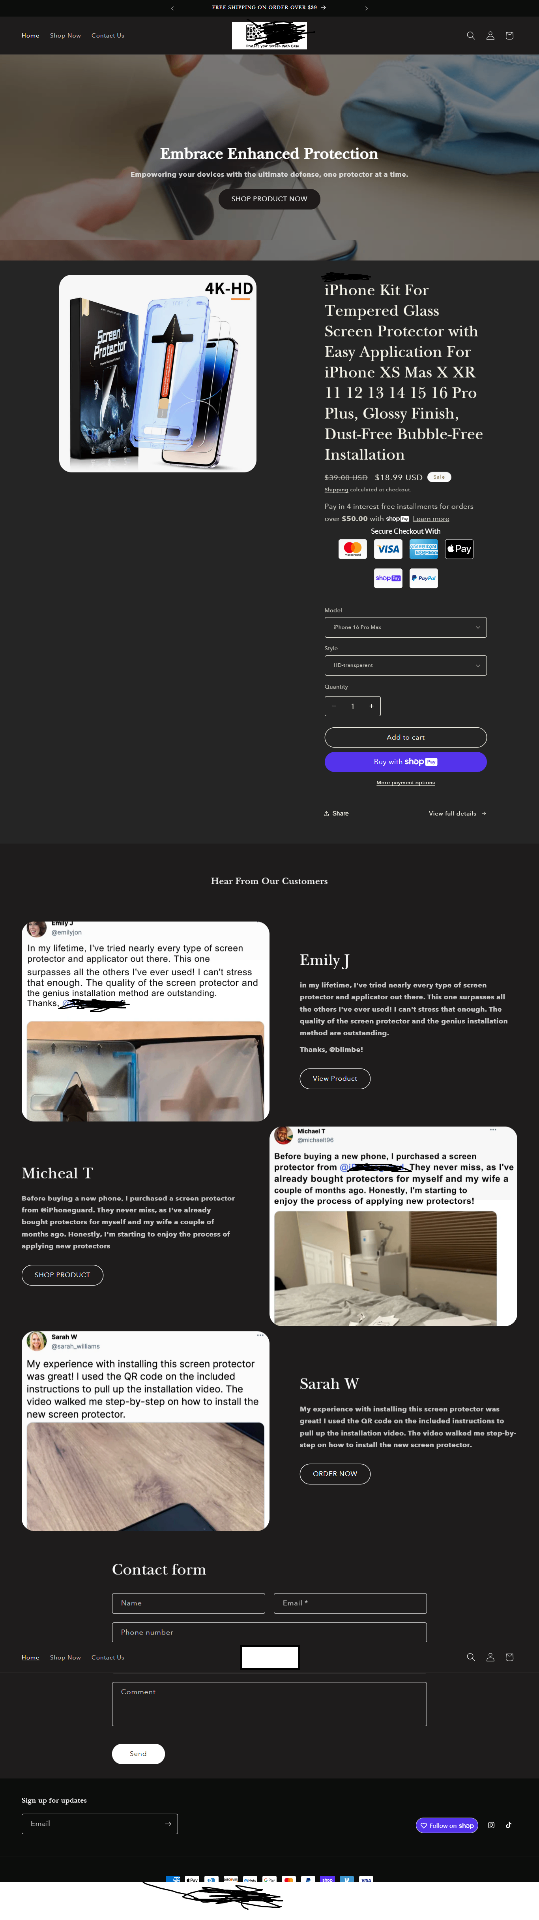 FREE SHIPPING ON ORDER OVER $39 →
Home Shop Now Contact Us
Embrace Enhanced Protection
Empowering your devices with the ultimate defense, one protector at a time.
SHOP PRODUCT NOW
4K-HD
Screen
Protector
iPhone Kit For
Tempered Glass
Screen Protector with
Easy Application For
iPhone XS Mas X XR
11 12 13 14 15 16 Pro
Plus, Glossy Finish,
Dust-Free Bubble-Free
Installation
$39.00 USD $18.99 USD Sale
Shipping calculated at checkout.
Pay in 4 interest-free installments for orders
over $50.00 with shop Pay Learn more
Secure Checkout With
VISA
Pay
shop Pay PayPal
Model
iPhone 16 Pro Max
Style
HD-transparent
Quantity
− 1 +
Add to cart
Buy with shop Pay
More payment options
Share View full details →
Hear From Our Customers
Emily J
@emilyjon
In my lifetime, I've tried nearly every type of screen
protector and applicator out there. This one
surpasses all the others I've ever used! I can't stress
that enough. The quality of the screen protector and
the genius installation method are outstanding.
Thanks,
Emily J
in my lifetime, I've tried nearly every type of screen
protector and applicator out there. This one surpasses all
the others I've ever used! I can't stress that enough. The
quality of the screen protector and the genius installation
method are outstanding.
Thanks, @blimbe!
View Product
Michael T
@michaelt96
Before buying a new phone, I purchased a screen
protector from They never miss, as I've
already bought protectors for myself and my wife a
couple of months ago. Honestly, I'm starting to
enjoy the process of applying new protectors!
Micheal T
Before buying a new phone, I purchased a screen protector
from @iPhoneguard. They never miss, as I've already
bought protectors for myself and my wife a couple of
months ago. Honestly, I'm starting to enjoy the process of
applying new protectors
SHOP PRODUCT
Sarah W
@sarah_williams
My experience with installing this screen protector
was great! I used the QR code on the included
instructions to pull up the installation video. The
video walked me step-by-step on how to install the
new screen protector.
Sarah W
My experience with installing this screen protector was
great! I used the QR code on the included instructions to
pull up the installation video. The video walked me step-by-
step on how to install the new screen protector.
ORDER NOW
Contact form
Name Email *
Phone number
Home Shop Now Contact Us
Comment
Send
Sign up for updates
Email →
Follow on shop